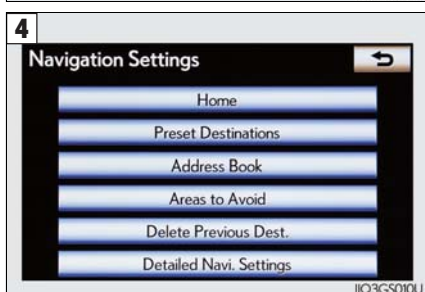 4
Navigation Settings
Home
Preset Destinations
Address Book
Areas to Avoid
Delete Previous Dest.
Detailed Navi. Settings
IIO3GS010U